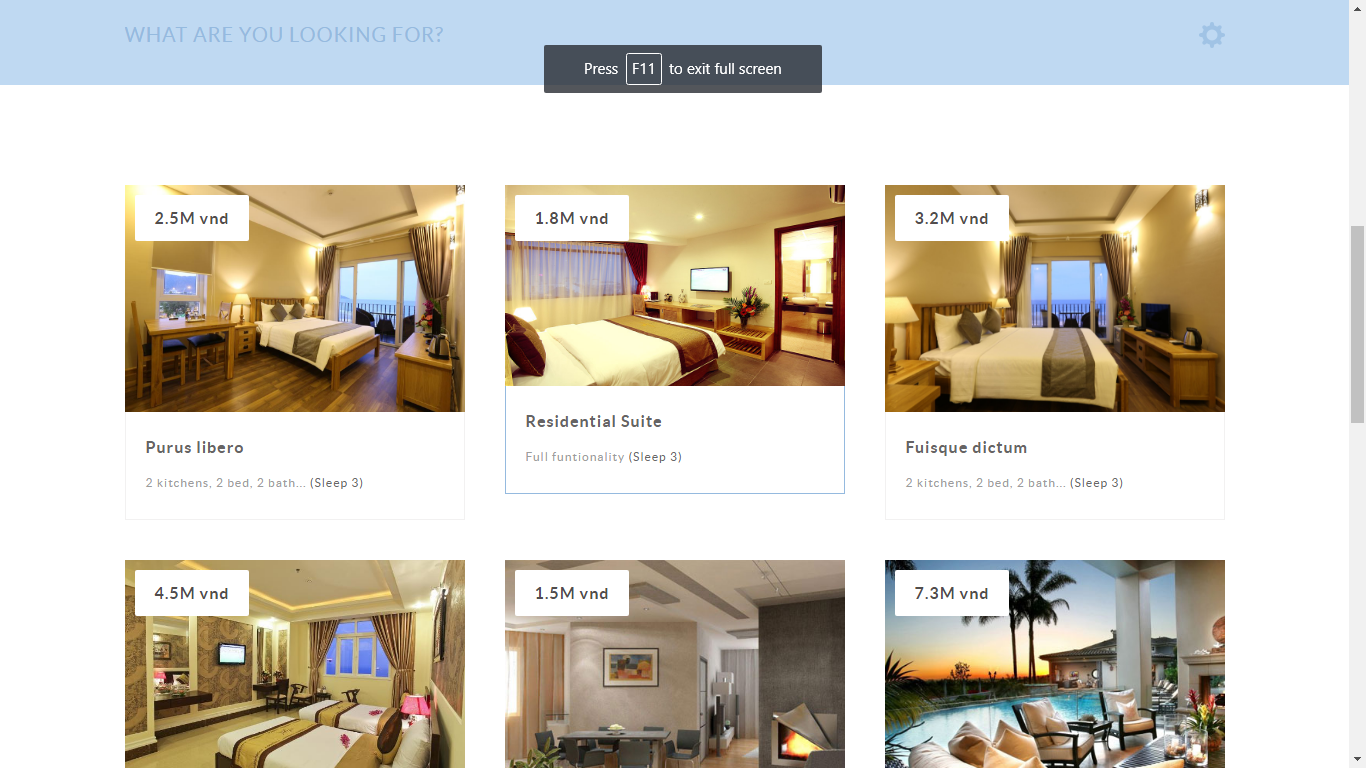 WHAT ARE YOU LOOKING FOR?
Press F11 to exit full screen
2.5M vnd
Purus libero
2 kitchens, 2 bed, 2 bath... (Sleep 3)
1.8M vnd
Residential Suite
Full funtionality (Sleep 3)
3.2M vnd
Fuisque dictum
2 kitchens, 2 bed, 2 bath... (Sleep 3)
4.5M vnd
1.5M vnd
7.3M vnd